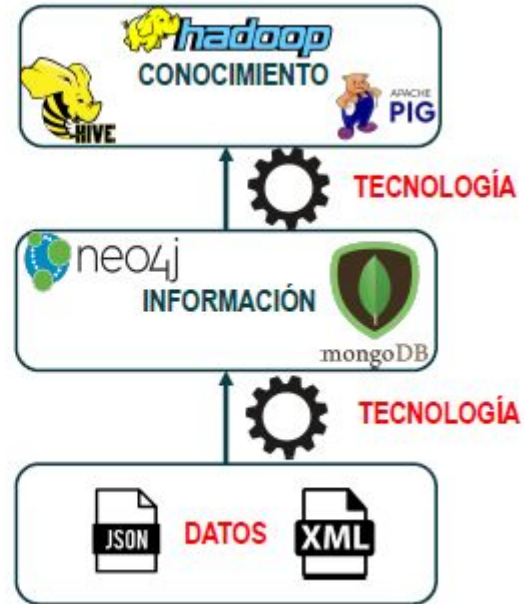 hadoop
CONOCIMIENTO
HIVE
APACHE
PIG
TECNOLOGÍA
neo4j
INFORMACIÓN
mongoDB
TECNOLOGÍA
JSON
DATOS
XML